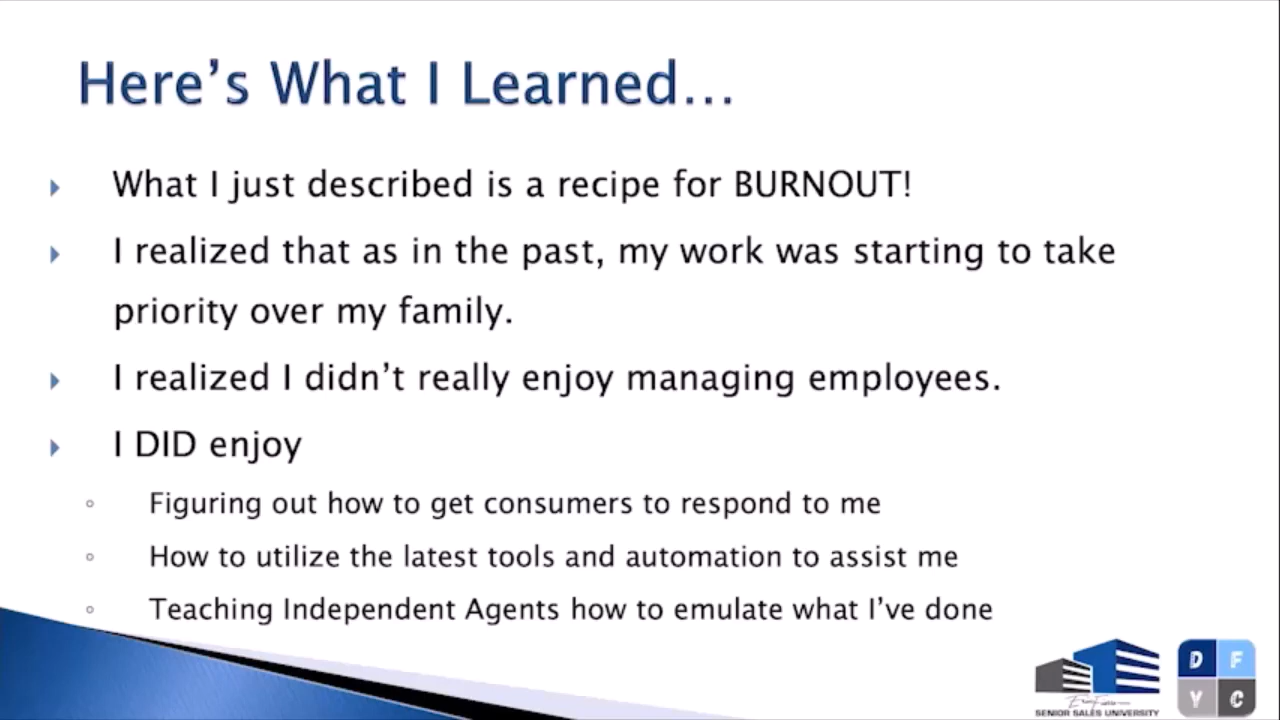 Here's What I Learned...
What I just described is a recipe for BURNOUT!
I realized that as in the past, my work was starting to take
priority over my family.
I realized I didn't really enjoy managing employees.
I DID enjoy
Figuring out how to get consumers to respond to me
How to utilize the latest tools and automation to assist me
Teaching Independent Agents how to emulate what I've done
SENIOR SALES UNIVERSITY
D F
Y C